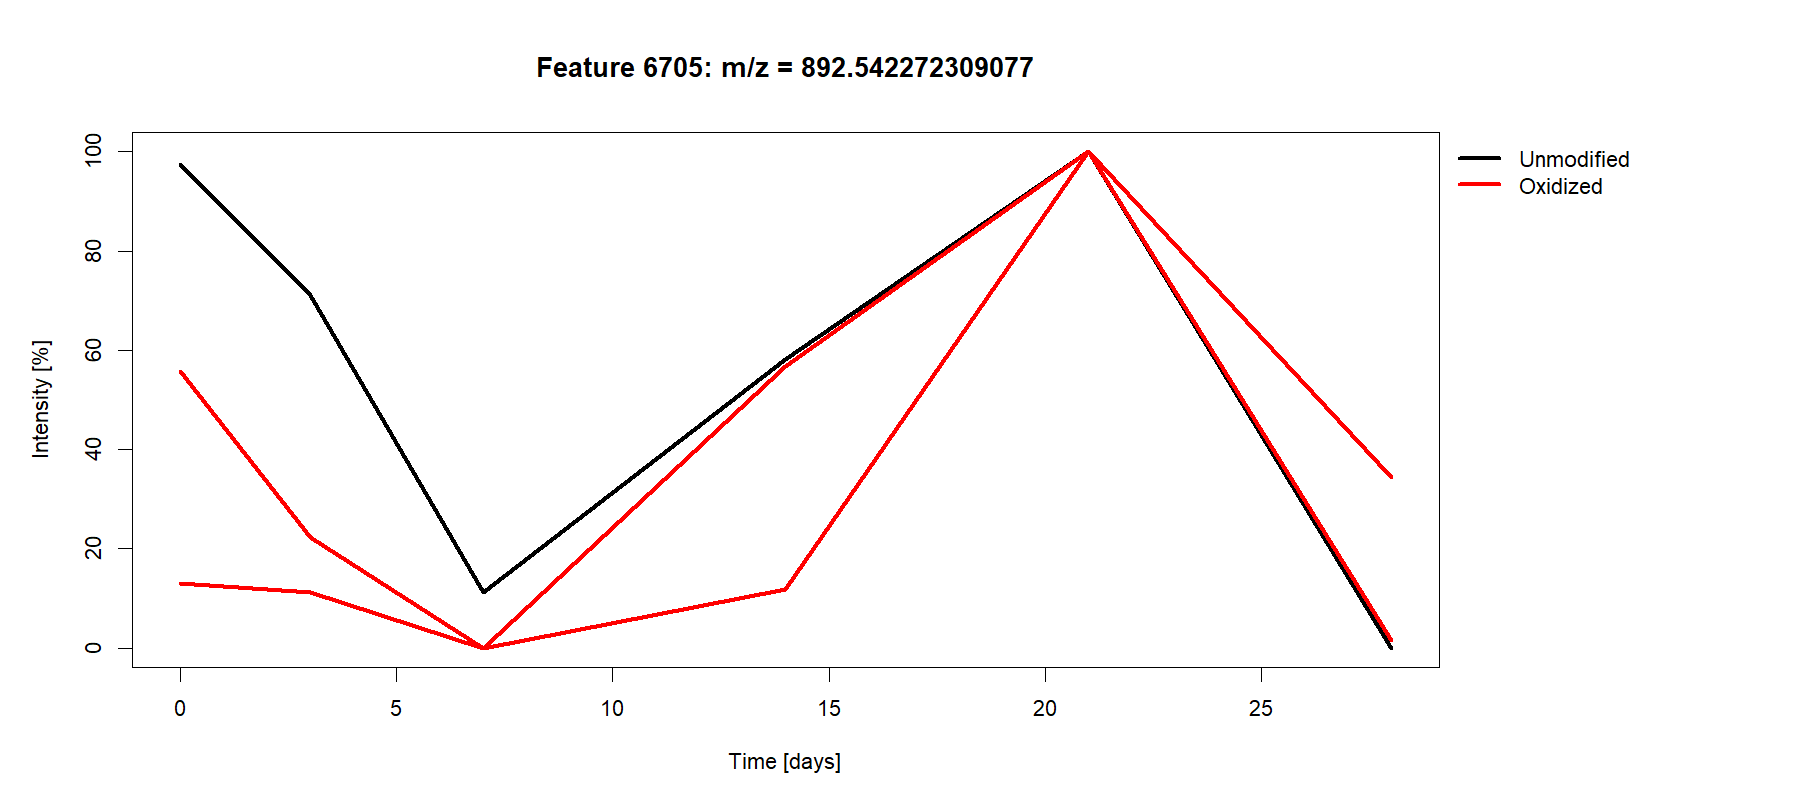 Feature 6705: m/z = 892.542272309077
100
80
60
40
20
0
Intensity [%]
0 5 10 15 20 25
Time [days]
Unmodified
Oxidized